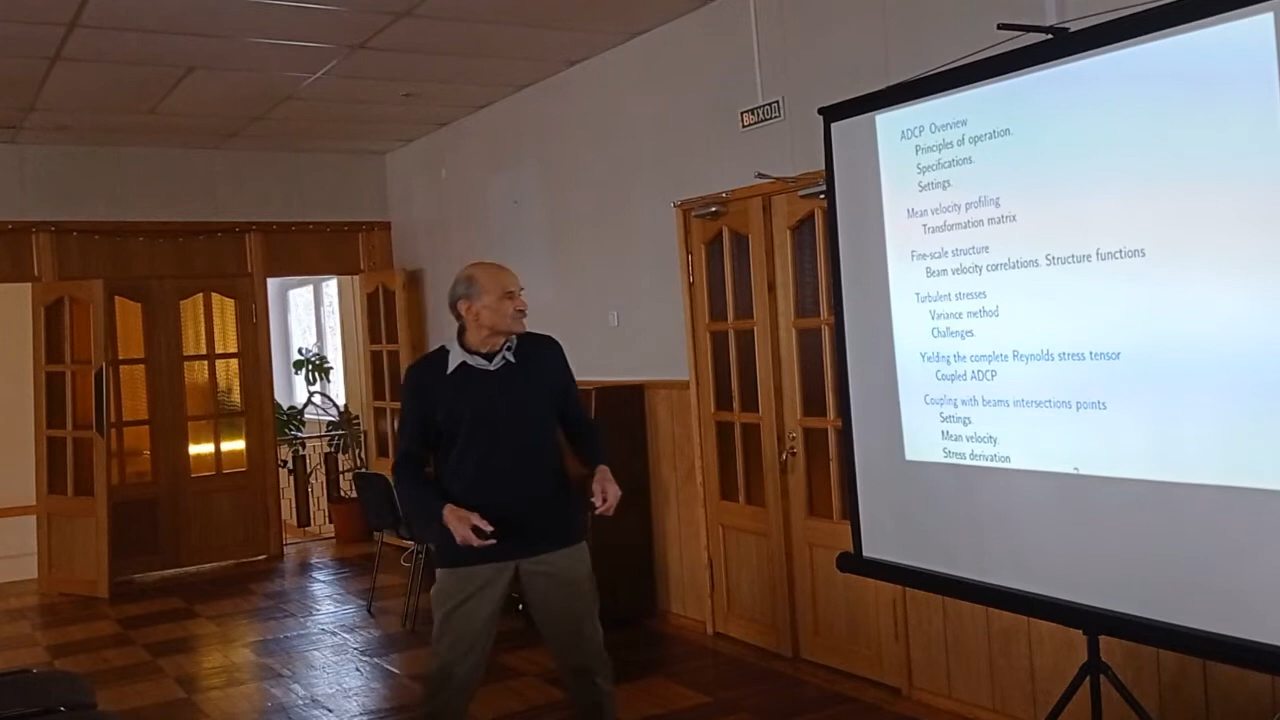 ВЫХОД
ADCP Overview
Principles of operation.
Specifications.
Settings.
Mean velocity profiling
Transformation matrix
Fine-scale structure
Beam velocity correlations. Structure functions
Turbulent stresses
Variance method
Challenges.
Yielding the complete Reynolds stress tensor
Coupled ADCP
Coupling with beams intersections points
Settings.
Mean velocity.
Stress derivation